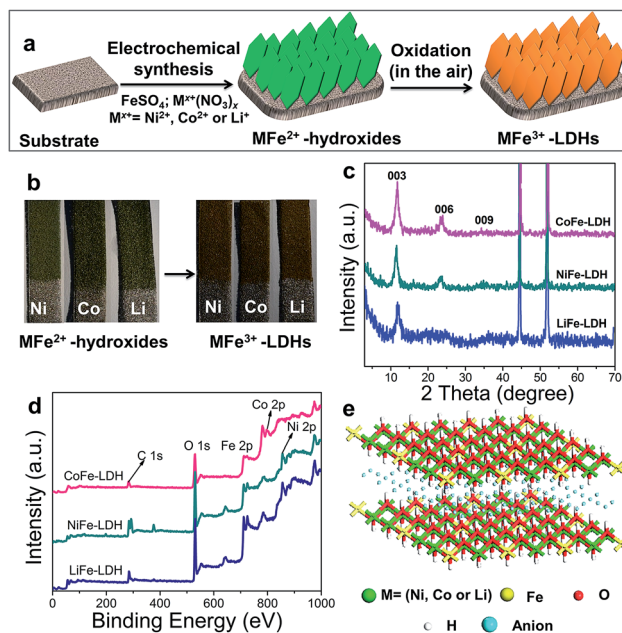 a
Electrochemical
synthesis
FeSO₄; Mˣ⁺(NO₃)ₓ
Mˣ⁺= Ni²⁺, Co²⁺ or Li⁺
Oxidation
(in the air)
Substrate
MFe²⁺ -hydroxides
MFe³⁺ -LDHs
b
Ni Co Li
Ni Co Li
MFe²⁺ -hydroxides
MFe³⁺ -LDHs
c
Intensity (a.u.)
003
006
009
CoFe-LDH
NiFe-LDH
LiFe-LDH
10 20 30 40 50 60 70
2 Theta (degree)
d
Intensity (a.u.)
C 1s
O 1s
Fe 2p
Co 2p
Ni 2p
CoFe-LDH
NiFe-LDH
LiFe-LDH
0 200 400 600 800 1000
Binding Energy (eV)
e
M= (Ni, Co or Li)
Fe
O
H
Anion